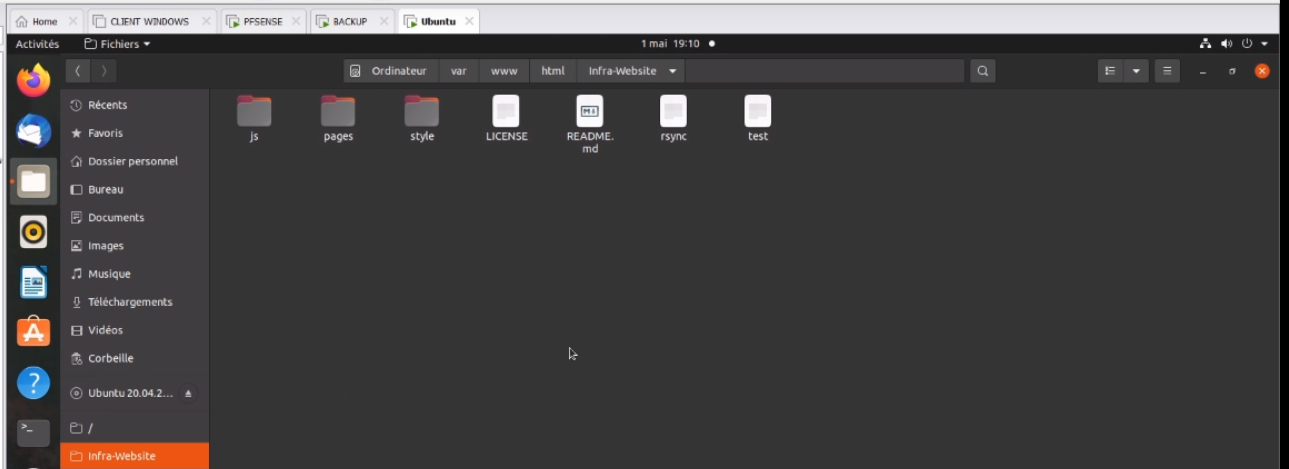 Home CLIENT WINDOWS PFSENSE BACKUP Ubuntu
Activités Fichiers 1 mai 19:10
Ordinateur var www html Infra-Website
Récents
Favoris
Dossier personnel
Bureau
Documents
Images
Musique
Téléchargements
Vidéos
Corbeille
Ubuntu 20.04.2...
/
Infra-Website
js pages style LICENSE README. rsync test
md